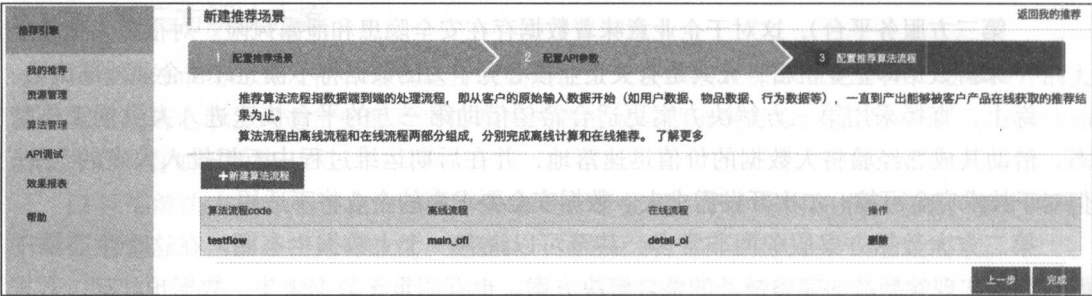 新建推荐场景
返回我的推荐
推荐引擎
1 配置推荐场景
2 配置API参数
3 配置推荐算法流程
我的推荐
资源管理
算法管理
API调试
效果报表
帮助
推荐算法流程指数据端到端的处理流程，即从客户的原始输入数据开始（如用户数据、物品数据、行为数据等），一直到产出能够被客户产品在线获取的推荐结
果为止。
算法流程由离线流程和在线流程两部分组成，分别完成离线计算和在线推荐。 了解更多
+新建算法流程
算法流程code 离线流程 在线流程 操作
testflow main_ofl detail_ol 删除
上一步 完成